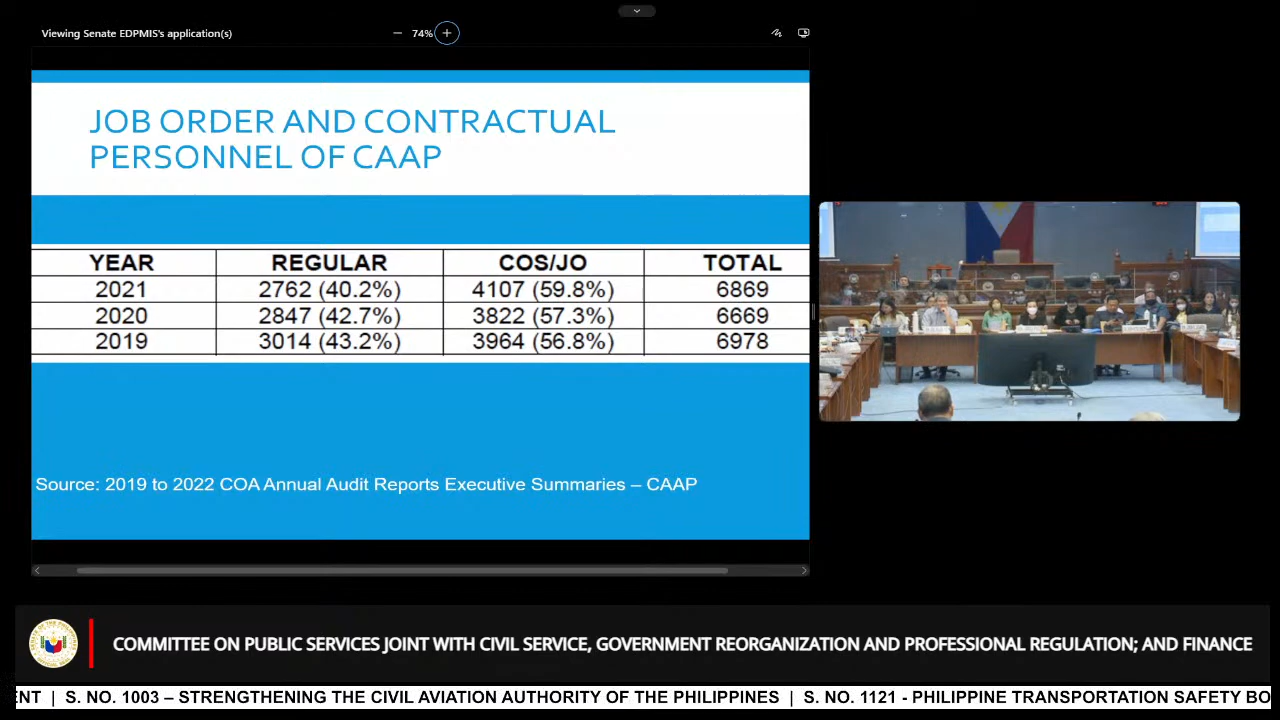 Viewing Senate EDPMIS's application(s)
74%
JOB ORDER AND CONTRACTUAL
PERSONNEL OF CAAP
YEAR REGULAR COS/JO TOTAL
2021 2762 (40.2%) 4107 (59.8%) 6869
2020 2847 (42.7%) 3822 (57.3%) 6669
2019 3014 (43.2%) 3964 (56.8%) 6978
Source: 2019 to 2022 COA Annual Audit Reports Executive Summaries – CAAP
COMMITTEE ON PUBLIC SERVICES JOINT WITH CIVIL SERVICE, GOVERNMENT REORGANIZATION AND PROFESSIONAL REGULATION; AND FINANCE
ENT | S. NO. 1003 – STRENGTHENING THE CIVIL AVIATION AUTHORITY OF THE PHILIPPINES | S. NO. 1121 - PHILIPPINE TRANSPORTATION SAFETY BO